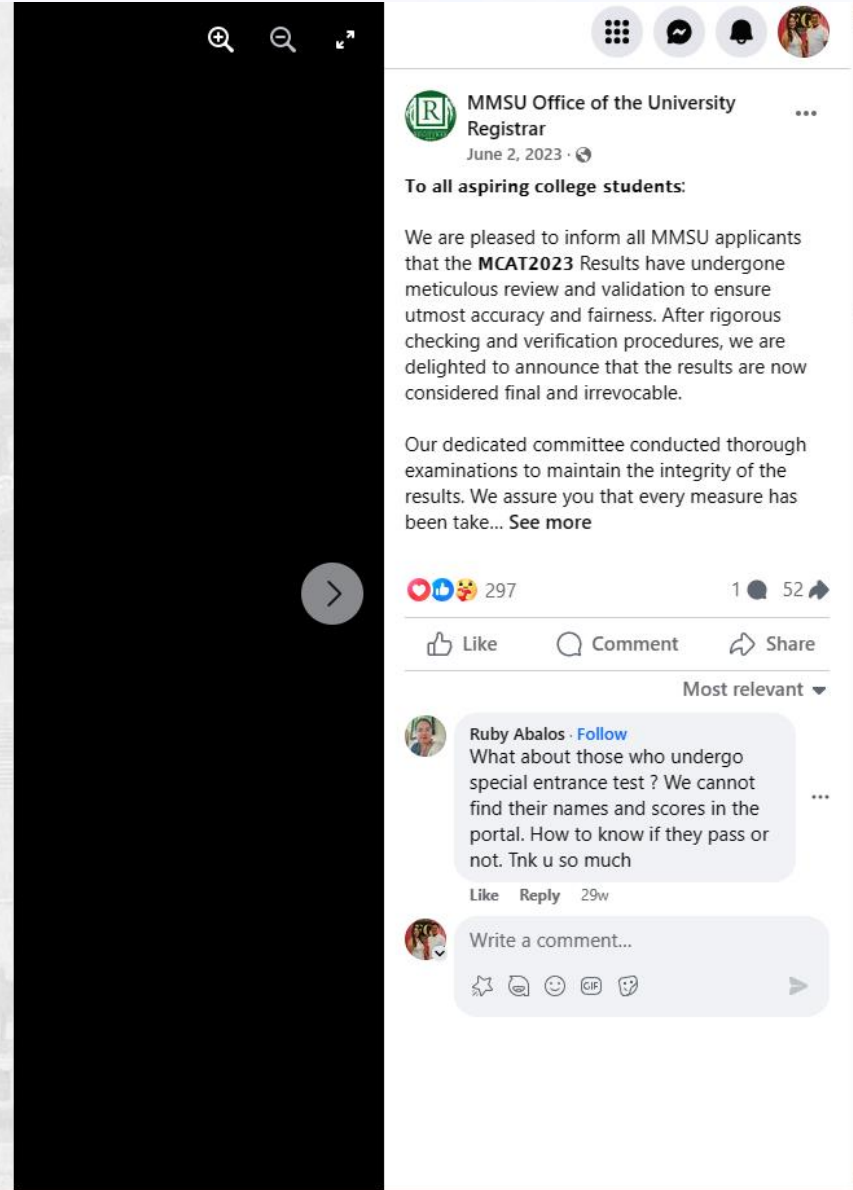 MMSU Office of the University
Registrar
June 2, 2023 ·
To all aspiring college students:
We are pleased to inform all MMSU applicants
that the MCAT2023 Results have undergone
meticulous review and validation to ensure
utmost accuracy and fairness. After rigorous
checking and verification procedures, we are
delighted to announce that the results are now
considered final and irrevocable.
Our dedicated committee conducted thorough
examinations to maintain the integrity of the
results. We assure you that every measure has
been take... See more
297 1 52
Like Comment Share
Most relevant
Ruby Abalos · Follow
What about those who undergo
special entrance test ? We cannot
find their names and scores in the
portal. How to know if they pass or
not. Tnk u so much
Like Reply 29w
Write a comment...
GIF